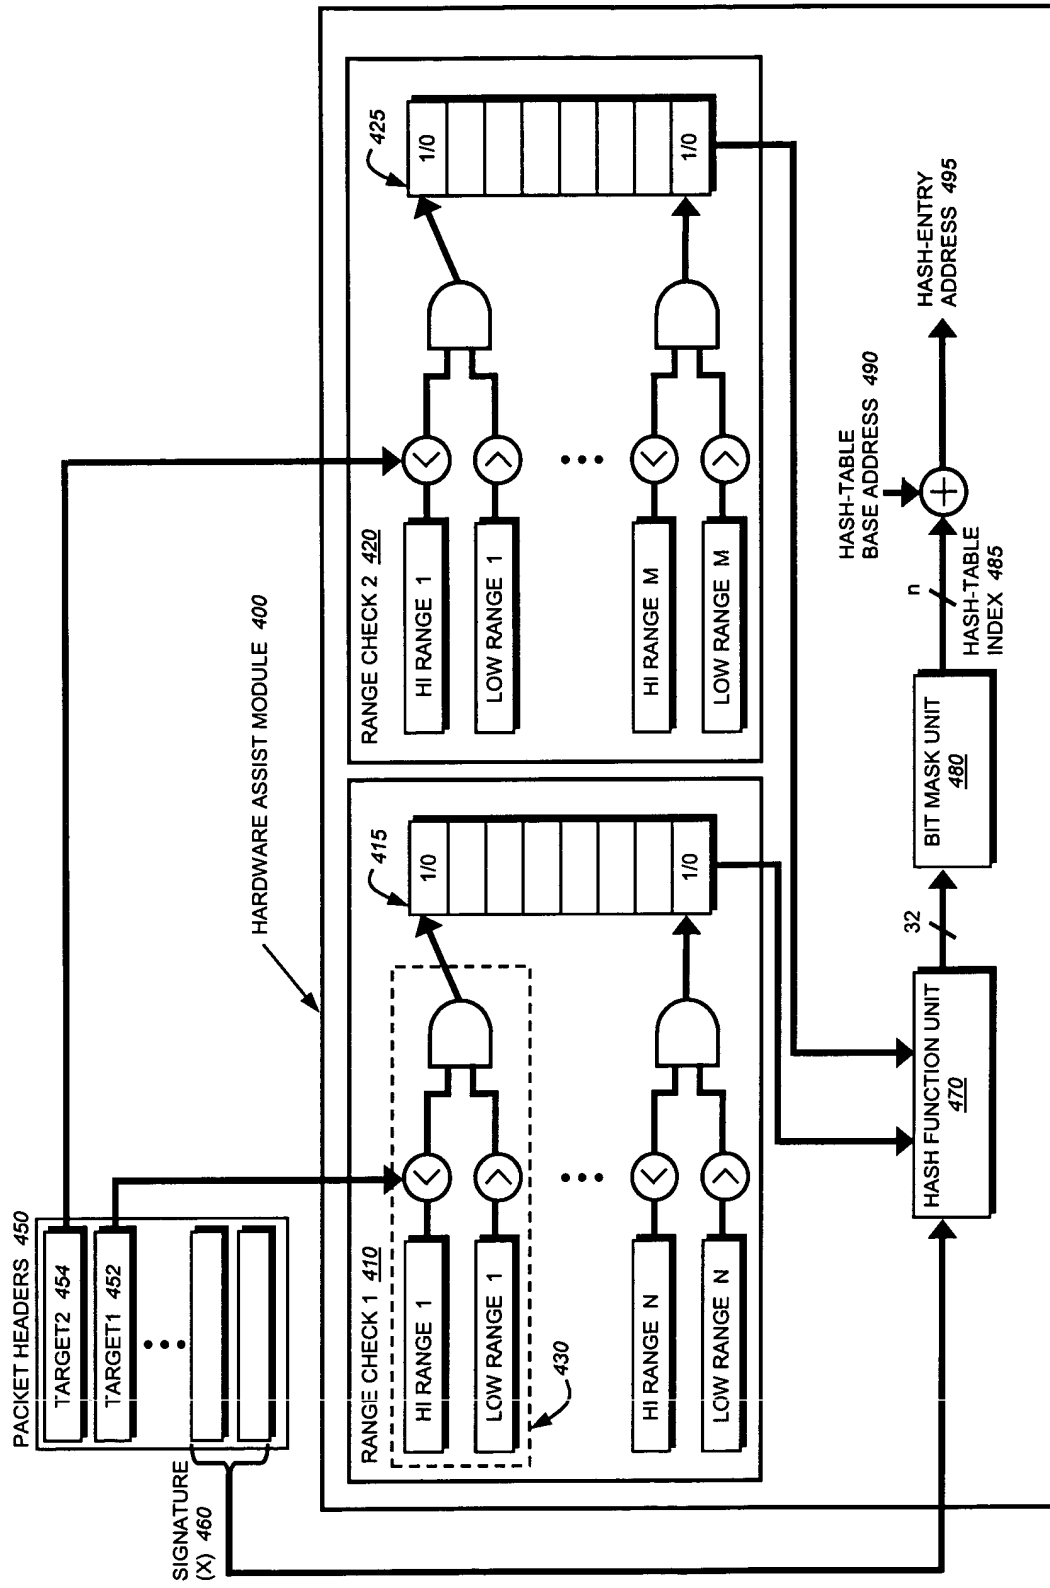 PACKET HEADERS 450
TARGET2 454
TARGET1 452
SIGNATURE
(X) 460
HARDWARE ASSIST MODULE 400
RANGE CHECK 1 410
HI RANGE 1
LOW RANGE 1
430
HI RANGE N
LOW RANGE N
415
1/0
1/0
RANGE CHECK 2 420
HI RANGE 1
LOW RANGE 1
HI RANGE M
LOW RANGE M
425
1/0
1/0
HASH FUNCTION UNIT
470
32
BIT MASK UNIT
480
n
HASH-TABLE
INDEX 485
HASH-TABLE
BASE ADDRESS 490
HASH-ENTRY
ADDRESS 495